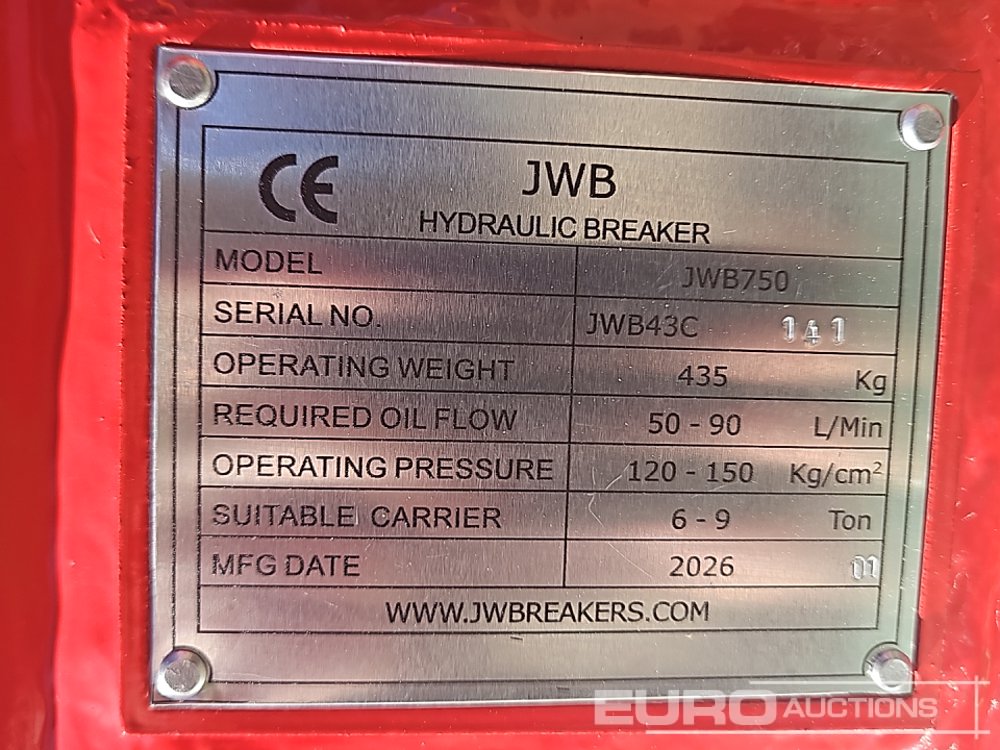 CE JWB
HYDRAULIC BREAKER
MODEL JWB750
SERIAL NO. JWB43C 141
OPERATING WEIGHT 435 Kg
REQUIRED OIL FLOW 50 - 90 L/Min
OPERATING PRESSURE 120 - 150 Kg/cm²
SUITABLE CARRIER 6 - 9 Ton
MFG DATE 2026 01
WWW.JWBREAKERS.COM
EURO AUCTIONS